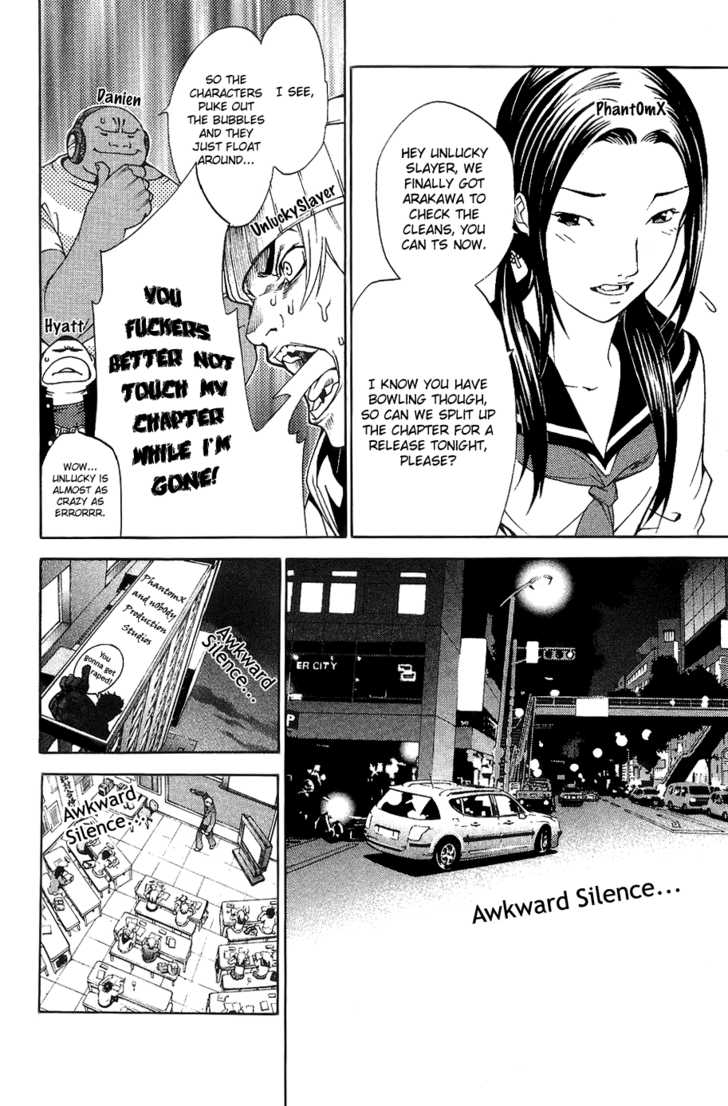 PhantOmX
HEY UNLUCKY
SLAYER, WE
FINALLY GOT
ARAKAWA TO
CHECK THE
CLEANS, YOU
CAN TS NOW.
I KNOW YOU HAVE
BOWLING THOUGH,
SO CAN WE SPLIT UP
THE CHAPTER FOR A
RELEASE TONIGHT,
PLEASE?
I SEE,
SO THE
CHARACTERS
PUKE OUT
THE BUBBLES
AND THEY
JUST FLOAT
AROUND...
Danien
UnluckySlayer
YOU
FUCKERS
BETTER NOT
TOUCH MY
CHAPTER
WHILE I'M
GONE!
Hyatt
WOW...
UNLUCKY IS
ALMOST AS
CRAZY AS
ERRORRR.
ER CITY
P
Awkward Silence...
PhantomX
and nobody
Production
Studios
You
gonna get
raped!
Awkward
Silence...
Awkward
Silence...